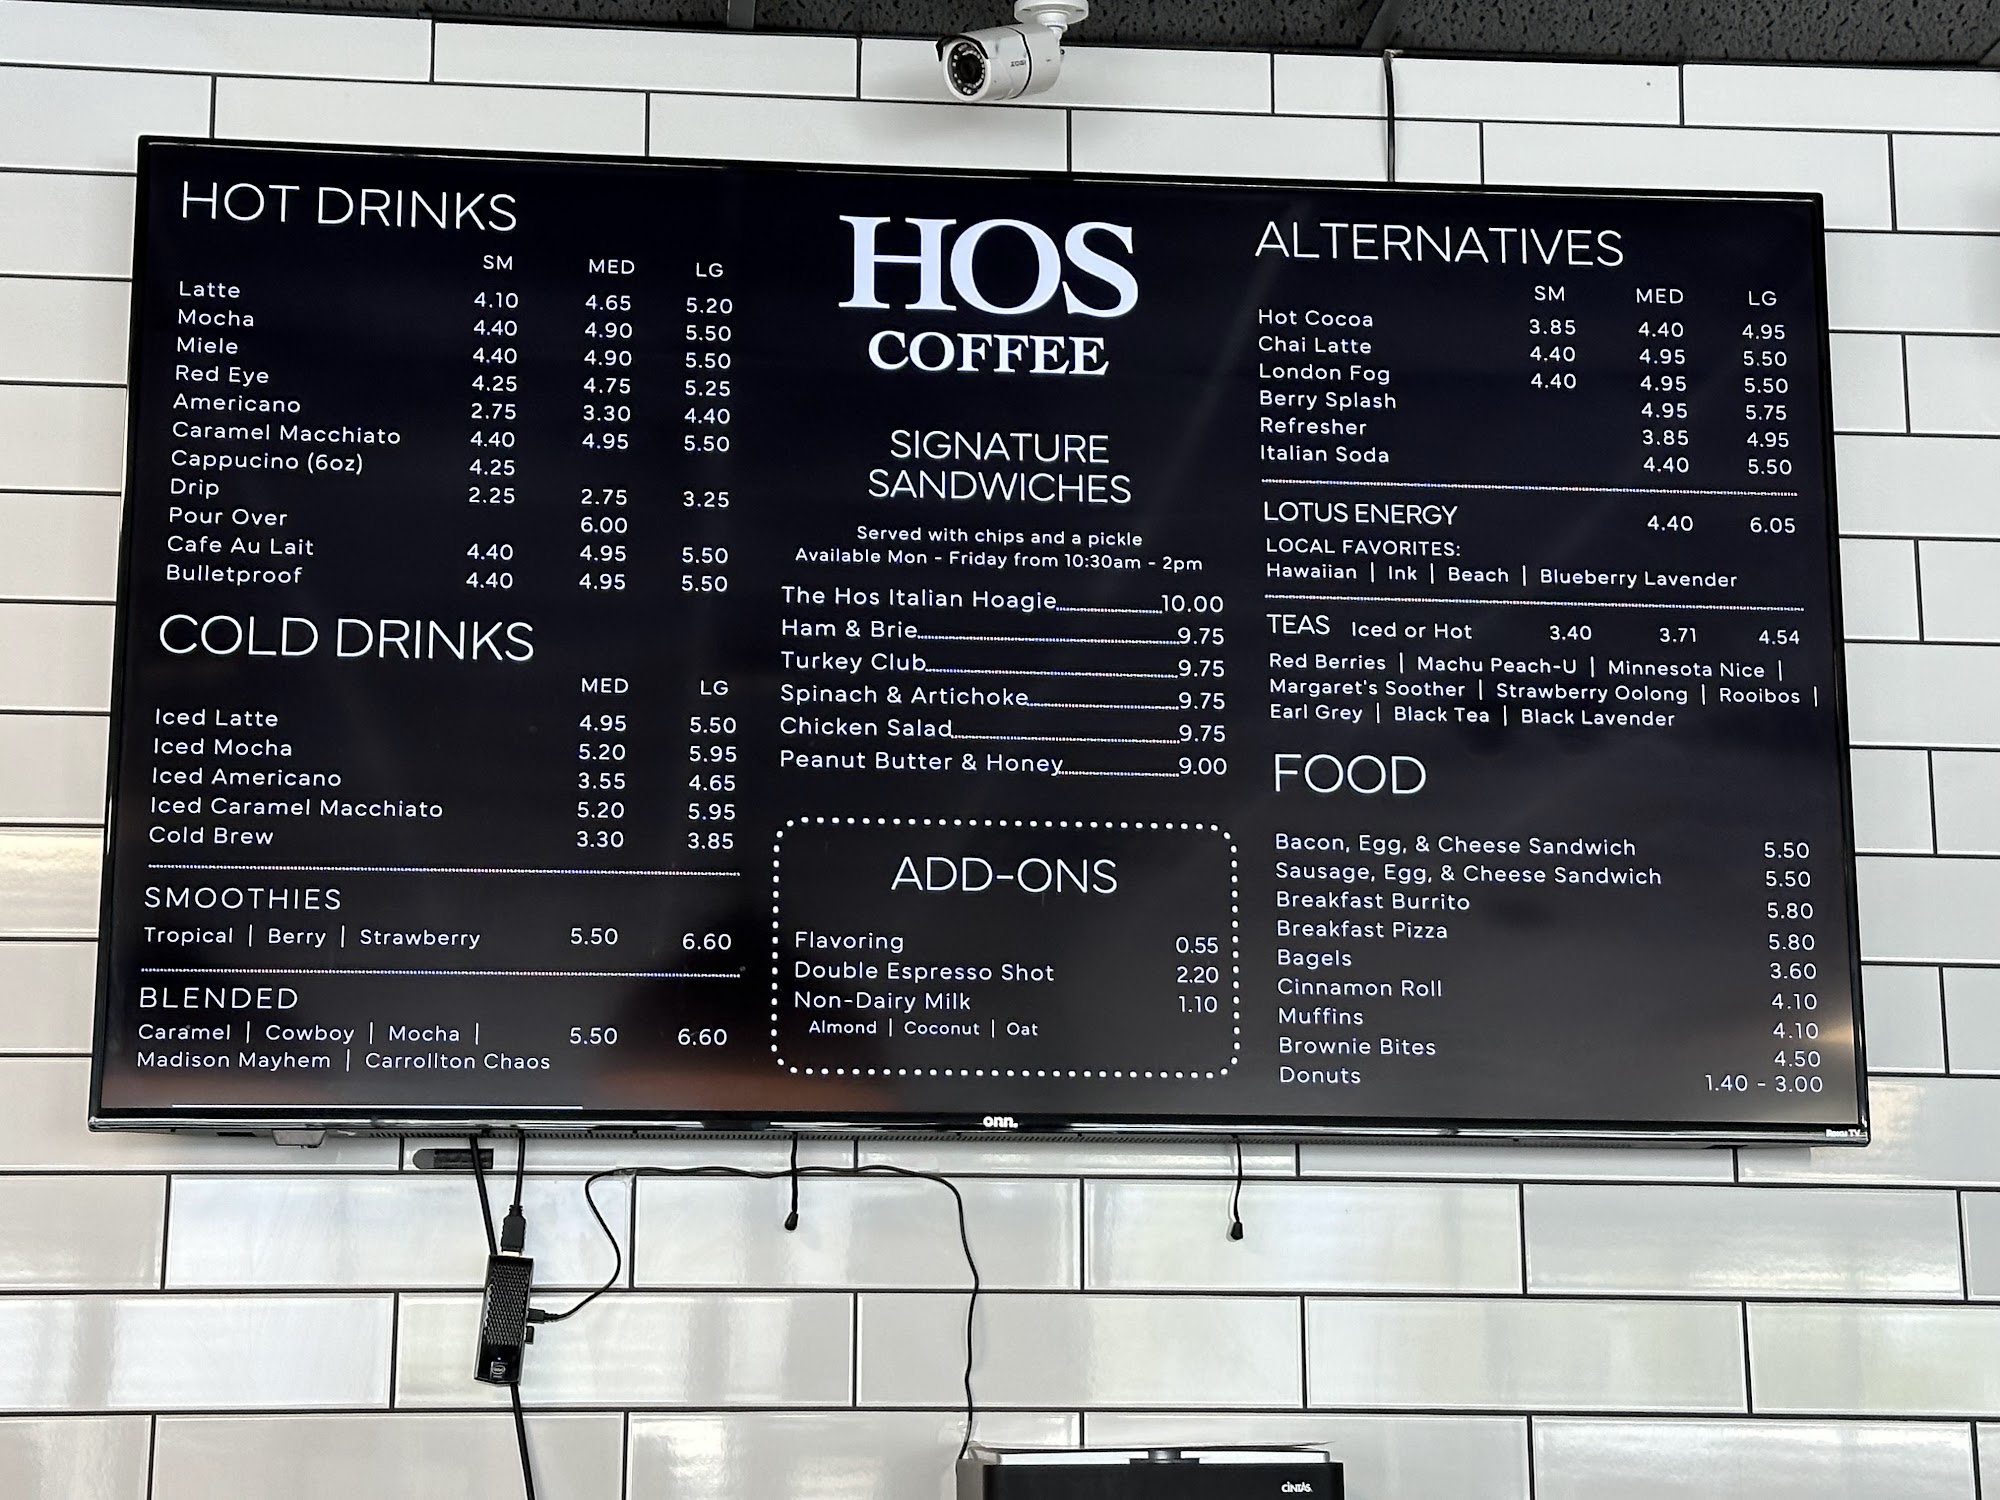 HOT DRINKS
SM MED LG
Latte 4.10 4.65 5.20
Mocha 4.40 4.90 5.50
Miele 4.40 4.90 5.50
Red Eye 4.25 4.75 5.25
Americano 2.75 3.30 4.40
Caramel Macchiato 4.40 4.95 5.50
Cappucino (6oz) 4.25
Drip 2.25 2.75 3.25
Pour Over 6.00
Cafe Au Lait 4.40 4.95 5.50
Bulletproof 4.40 4.95 5.50
COLD DRINKS
MED LG
Iced Latte 4.95 5.50
Iced Mocha 5.20 5.95
Iced Americano 3.55 4.65
Iced Caramel Macchiato 5.20 5.95
Cold Brew 3.30 3.85
SMOOTHIES
Tropical | Berry | Strawberry 5.50 6.60
BLENDED
Caramel | Cowboy | Mocha | 5.50 6.60
Madison Mayhem | Carrollton Chaos
HOS
COFFEE
SIGNATURE
SANDWICHES
Served with chips and a pickle
Available Mon - Friday from 10:30am - 2pm
The Hos Italian Hoagie 10.00
Ham & Brie 9.75
Turkey Club 9.75
Spinach & Artichoke 9.75
Chicken Salad 9.75
Peanut Butter & Honey 9.00
ADD-ONS
Flavoring 0.55
Double Espresso Shot 2.20
Non-Dairy Milk 1.10
Almond | Coconut | Oat
ALTERNATIVES
SM MED LG
Hot Cocoa 3.85 4.40 4.95
Chai Latte 4.40 4.95 5.50
London Fog 4.40 4.95 5.50
Berry Splash 4.95 5.75
Refresher 3.85 4.95
Italian Soda 4.40 5.50
LOTUS ENERGY 4.40 6.05
LOCAL FAVORITES:
Hawaiian | Ink | Beach | Blueberry Lavender
TEAS Iced or Hot 3.40 3.71 4.54
Red Berries | Machu Peach-U | Minnesota Nice |
Margaret's Soother | Strawberry Oolong | Rooibos |
Earl Grey | Black Tea | Black Lavender
FOOD
Bacon, Egg, & Cheese Sandwich 5.50
Sausage, Egg, & Cheese Sandwich 5.50
Breakfast Burrito 5.80
Breakfast Pizza 5.80
Bagels 3.60
Cinnamon Roll 4.10
Muffins 4.10
Brownie Bites 4.50
Donuts 1.40 - 3.00
onn.
Roku TV
CINTAS